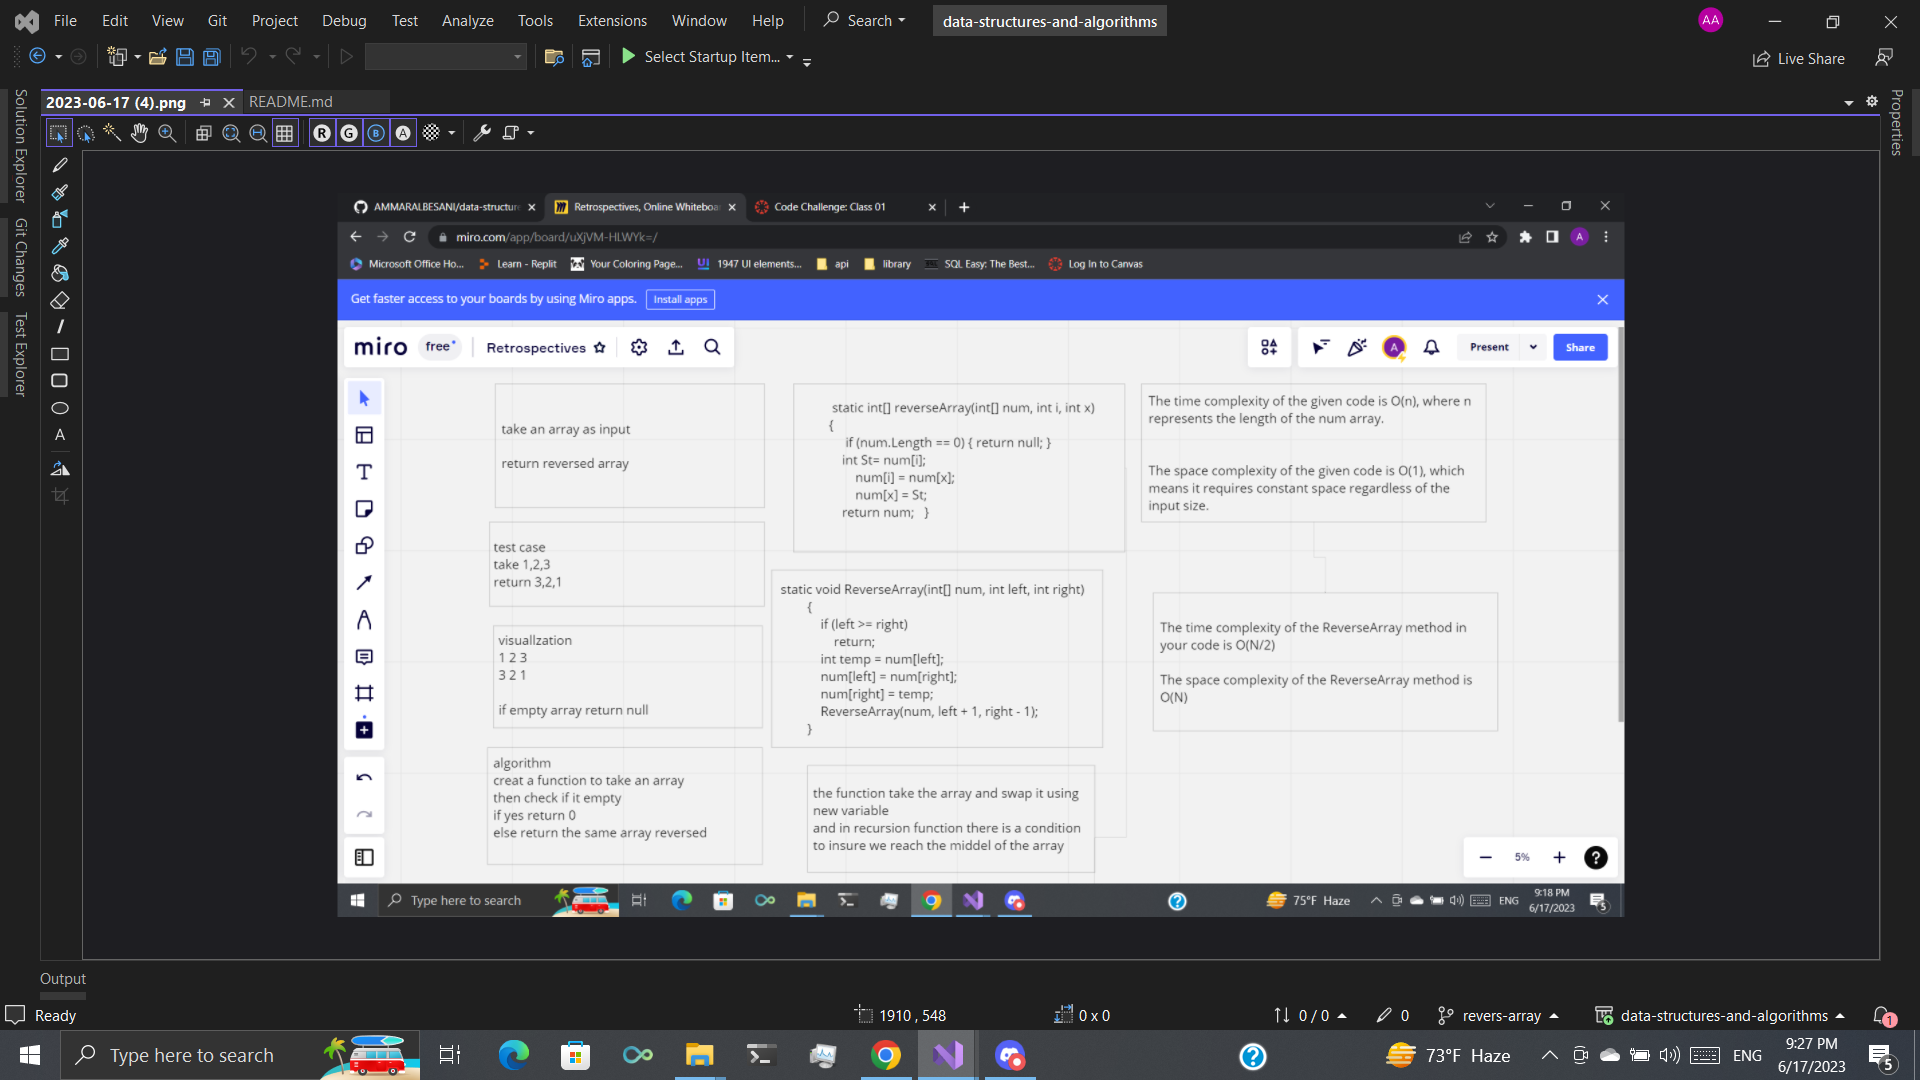 File Edit View Git Project Debug Test Analyze Tools Extensions Window Help Search data-structures-and-algorithms AA
Select Startup Item... Live Share
Solution Explorer
Git Changes
Test Explorer
Properties
2023-06-17 (4).png README.md
R G B A
AMMARALBESANI/data-structure Retrospectives, Online Whiteboa Code Challenge: Class 01
miro.com/app/board/uXjVM-HLWYk=/ A
Microsoft Office Ho... Learn - Replit Your Coloring Page... 1947 UI elements... api library SQL Easy: The Best... Log In to Canvas
Get faster access to your boards by using Miro apps. Install apps
miro free Retrospectives A Present Share
take an array as input
return reversed array
test case
take 1,2,3
return 3,2,1
visuallzation
1 2 3
3 2 1
if empty array return null
algorithm
creat a function to take an array
then check if it empty
if yes return 0
else return the same array reversed
static int[] reverseArray(int[] num, int i, int x)
{
if (num.Length == 0) { return null; }
int St= num[i];
num[i] = num[x];
num[x] = St;
return num; }
static void ReverseArray(int[] num, int left, int right)
{
if (left >= right)
return;
int temp = num[left];
num[left] = num[right];
num[right] = temp;
ReverseArray(num, left + 1, right - 1);
}
the function take the array and swap it using
new variable
and in recursion function there is a condition
to insure we reach the middel of the array
The time complexity of the given code is O(n), where n
represents the length of the num array.
The space complexity of the given code is O(1), which
means it requires constant space regardless of the
input size.
The time complexity of the ReverseArray method in
your code is O(N/2)
The space complexity of the ReverseArray method is
O(N)
5%
Type here to search 75°F Haze ENG 9:18 PM
6/17/2023 5
Output
Ready 1910 , 548 0 x 0 0 / 0 0 revers-array data-structures-and-algorithms 1
Type here to search 73°F Haze ENG 9:27 PM
6/17/2023 5